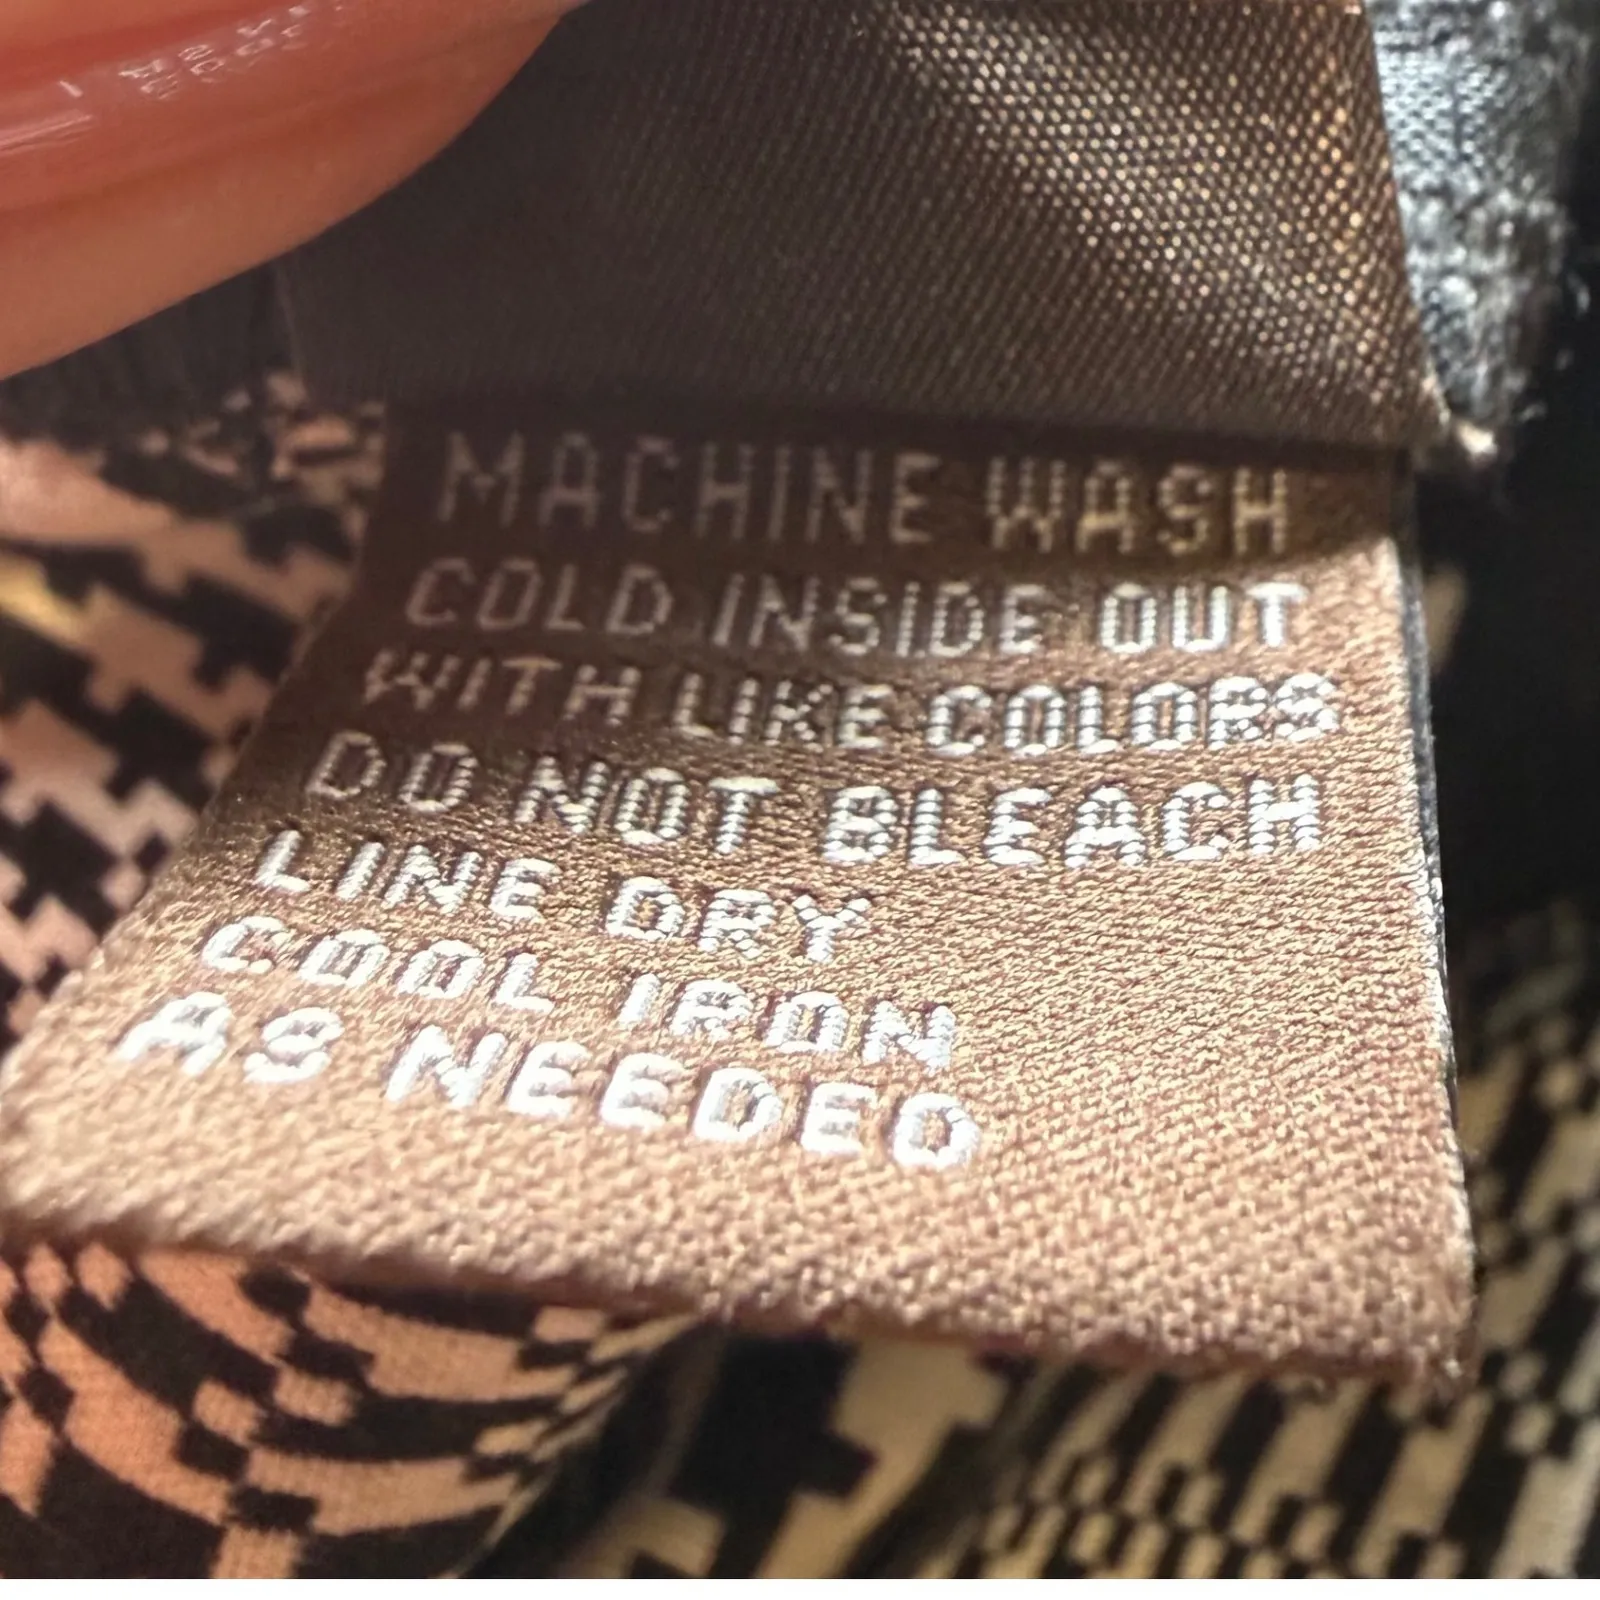 MACHINE WASH
COLD INSIDE OUT
WITH LIKE COLORS
DO NOT BLEACH
LINE DRY
COOL IRON
AS NEEDED